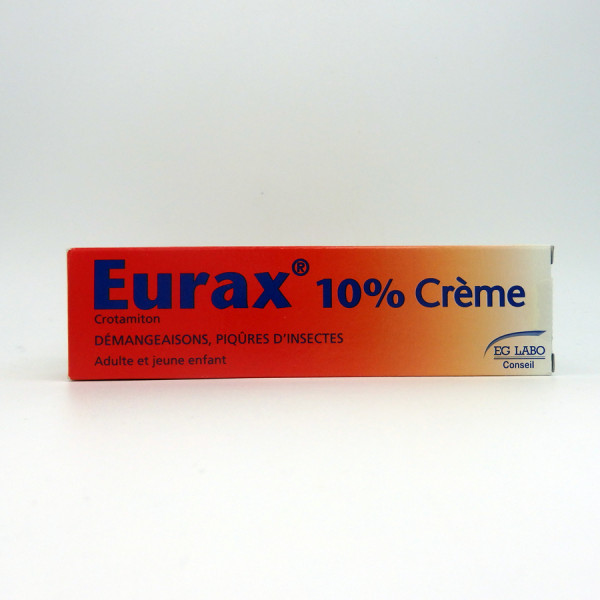 Eurax® 10% Crème
Crotamiton
DÉMANGEAISONS, PIQÛRES D'INSECTES
Adulte et jeune enfant
EG LABO
Conseil